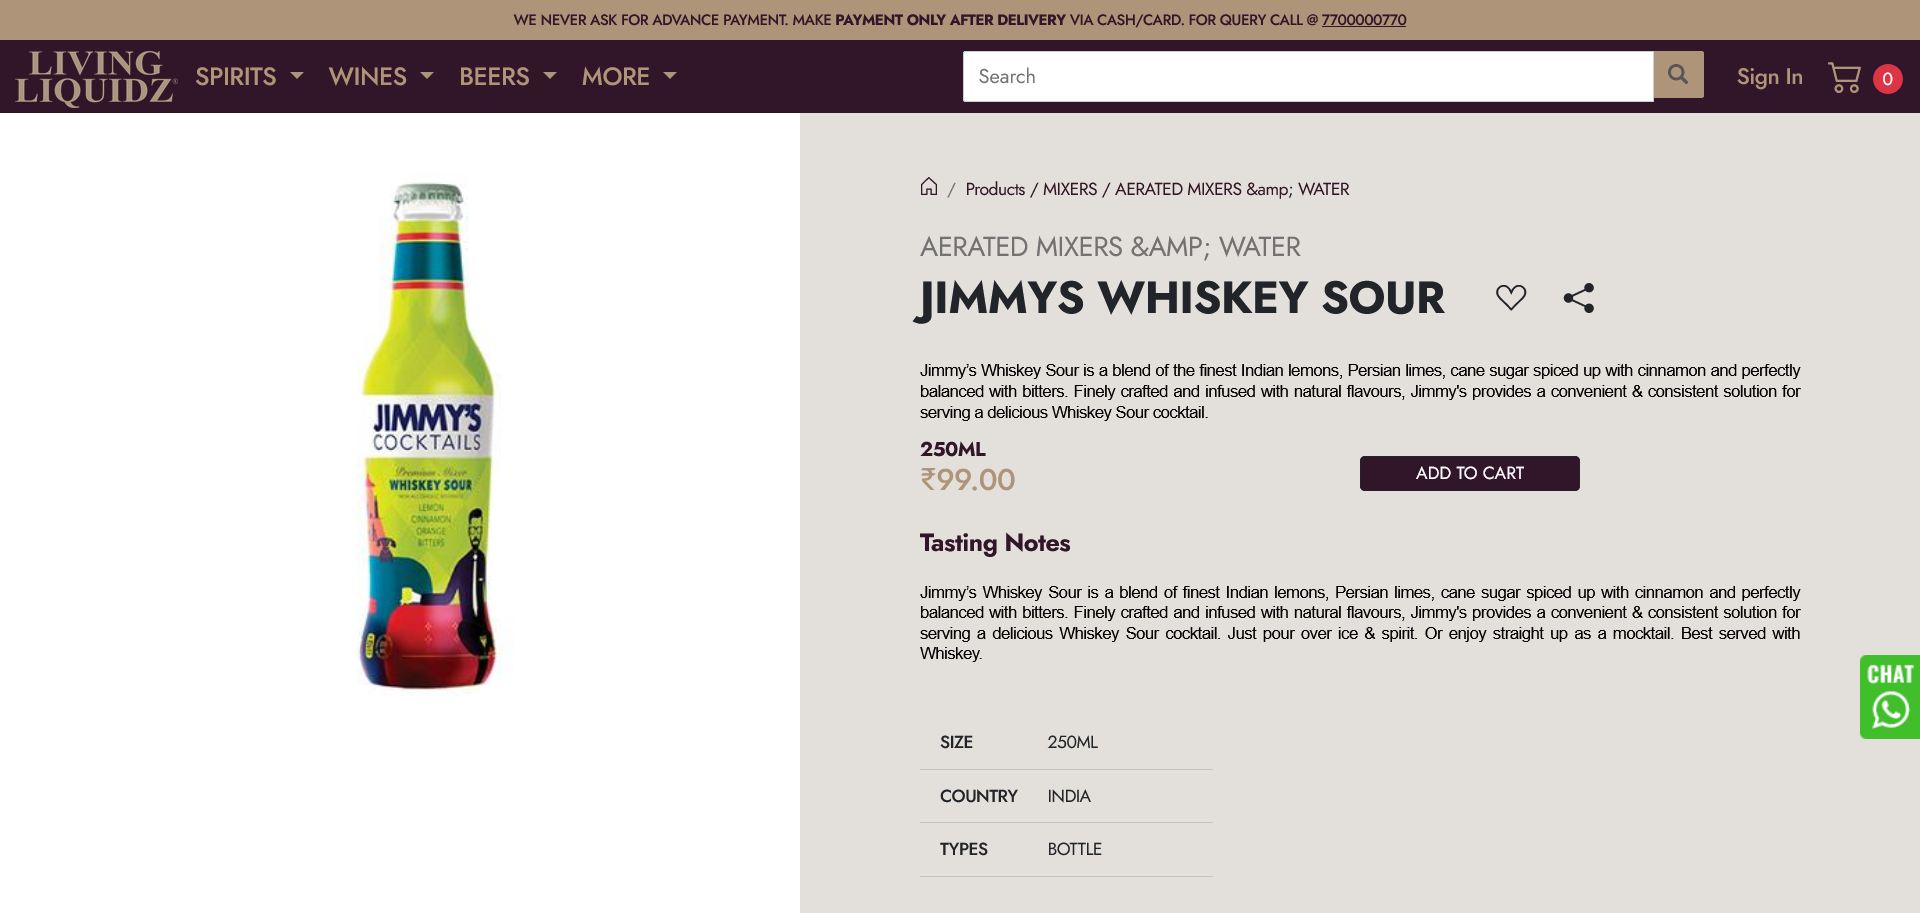 WE NEVER ASK FOR ADVANCE PAYMENT. MAKE PAYMENT ONLY AFTER DELIVERY VIA CASH/CARD. FOR QUERY CALL @ 7700000770
LIVING
LIQUIDZ
SPIRITS
WINES
BEERS
MORE
Search
Sign In
0
/ Products / MIXERS / AERATED MIXERS &amp; WATER
AERATED MIXERS &AMP; WATER
JIMMYS WHISKEY SOUR
Jimmy's Whiskey Sour is a blend of the finest Indian lemons, Persian limes, cane sugar spiced up with cinnamon and perfectly
balanced with bitters. Finely crafted and infused with natural flavours, Jimmy's provides a convenient & consistent solution for
serving a delicious Whiskey Sour cocktail.
250ML
₹99.00
ADD TO CART
Tasting Notes
Jimmy's Whiskey Sour is a blend of finest Indian lemons, Persian limes, cane sugar spiced up with cinnamon and perfectly
balanced with bitters. Finely crafted and infused with natural flavours, Jimmy's provides a convenient & consistent solution for
serving a delicious Whiskey Sour cocktail. Just pour over ice & spirit. Or enjoy straight up as a mocktail. Best served with
Whiskey.
SIZE 250ML
COUNTRY INDIA
TYPES BOTTLE
CHAT
JIMMY'S
COCKTAILS
Premium Mixer
WHISKEY SOUR
LEMON
CINNAMON
ORANGE
BITTERS